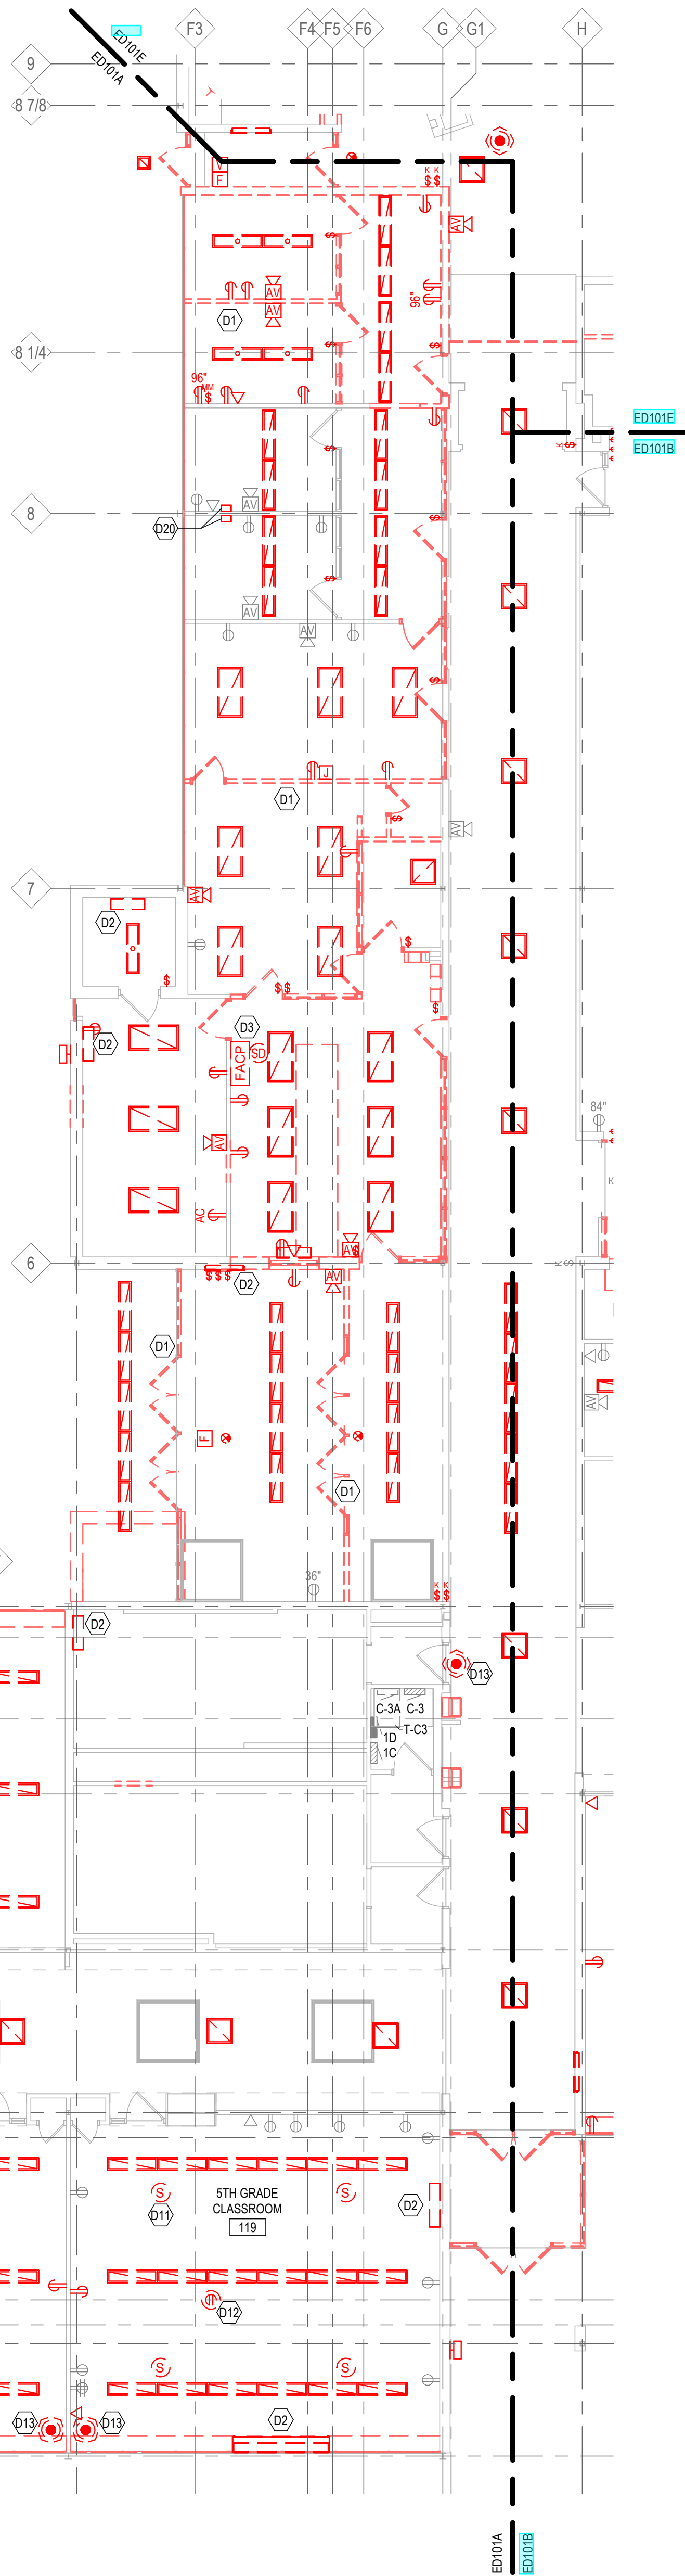 F3
F4
F5
F6
G
G1
H
ED101E
ED101A
9
8 7/8
V
F
K K
$ $
AV
$
96"
AV
AV
D1
8 1/4
$
$
96"
MM
$
ED101E
ED101B
K $
$
AV
8
D20
$
$
AV
AV
$
J
D1
$
AV
7
AV
D2
$
$
$ $
$
D3
D2
FACP
SD
84"
AV
K
AC
AV
$
6
$ $ $
D2
AV
K $
D1
AV
F
D1
36"
K K
$ $
D2
D13
C-3A
C-3
T-C3
1D
1C
S
S
5TH GRADE
CLASSROOM
119
D11
D2
D12
S
S
D13
D13
D2
ED101A
ED101B